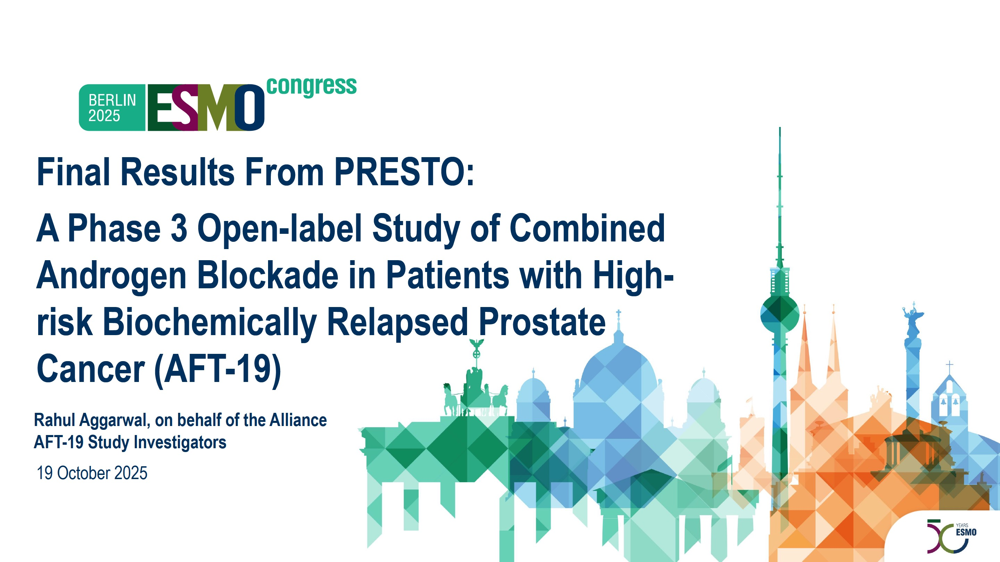 BERLIN
2025
ESMO
congress
Final Results From PRESTO:
A Phase 3 Open-label Study of Combined
Androgen Blockade in Patients with High-
risk Biochemically Relapsed Prostate
Cancer (AFT-19)
Rahul Aggarwal, on behalf of the Alliance
AFT-19 Study Investigators
19 October 2025
50
YEARS
ESMO